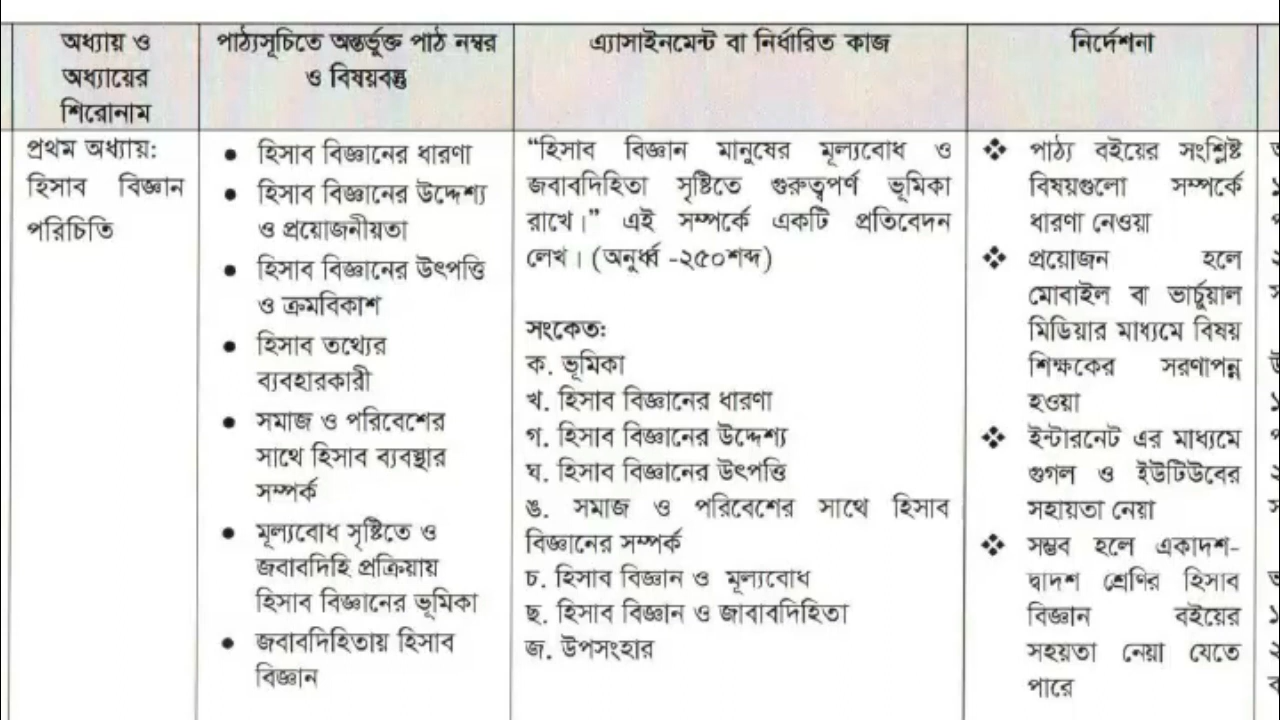 অধ্যায় ও
অধ্যায়ের
শিরোনাম
পাঠ্যসূচিতে অন্তর্ভুক্ত পাঠ নম্বর
ও বিষয়বস্তু
এ্যাসাইনমেন্ট বা নির্ধারিত কাজ
নির্দেশনা
প্রথম অধ্যায়:
হিসাব বিজ্ঞান
পরিচিতি
• হিসাব বিজ্ঞানের ধারণা
• হিসাব বিজ্ঞানের উদ্দেশ্য
ও প্রয়োজনীয়তা
• হিসাব বিজ্ঞানের উৎপত্তি
ও ক্রমবিকাশ
• হিসাব তথ্যের
ব্যবহারকারী
• সমাজ ও পরিবেশের
সাথে হিসাব ব্যবস্থার
সম্পর্ক
• মূল্যবোধ সৃষ্টিতে ও
জবাবদিহি প্রক্রিয়ায়
হিসাব বিজ্ঞানের ভূমিকা
• জবাবদিহিতায় হিসাব
বিজ্ঞান
“হিসাব বিজ্ঞান মানুষের মূল্যবোধ ও
জবাবদিহিতা সৃষ্টিতে গুরুত্বপর্ণ ভূমিকা
রাখে।” এই সম্পর্কে একটি প্রতিবেদন
লেখ। (অনুর্ধ্ব -২৫০শব্দ)
সংকেত:
ক. ভূমিকা
খ. হিসাব বিজ্ঞানের ধারণা
গ. হিসাব বিজ্ঞানের উদ্দেশ্য
ঘ. হিসাব বিজ্ঞানের উৎপত্তি
ঙ. সমাজ ও পরিবেশের সাথে হিসাব
বিজ্ঞানের সম্পর্ক
চ. হিসাব বিজ্ঞান ও মূল্যবোধ
ছ. হিসাব বিজ্ঞান ও জাবাবদিহিতা
জ. উপসংহার
❖ পাঠ্য বইয়ের সংশ্লিষ্ট
বিষয়গুলো সম্পর্কে
ধারণা নেওয়া
❖ প্রয়োজন হলে
মোবাইল বা ভার্চুয়াল
মিডিয়ার মাধ্যমে বিষয়
শিক্ষকের সরণাপন্ন
হওয়া
❖ ইন্টারনেট এর মাধ্যমে
গুগল ও ইউটিউবের
সহায়তা নেয়া
❖ সম্ভব হলে একাদশ-
দ্বাদশ শ্রেণির হিসাব
বিজ্ঞান বইয়ের
সহয়তা নেয়া যেতে
পারে